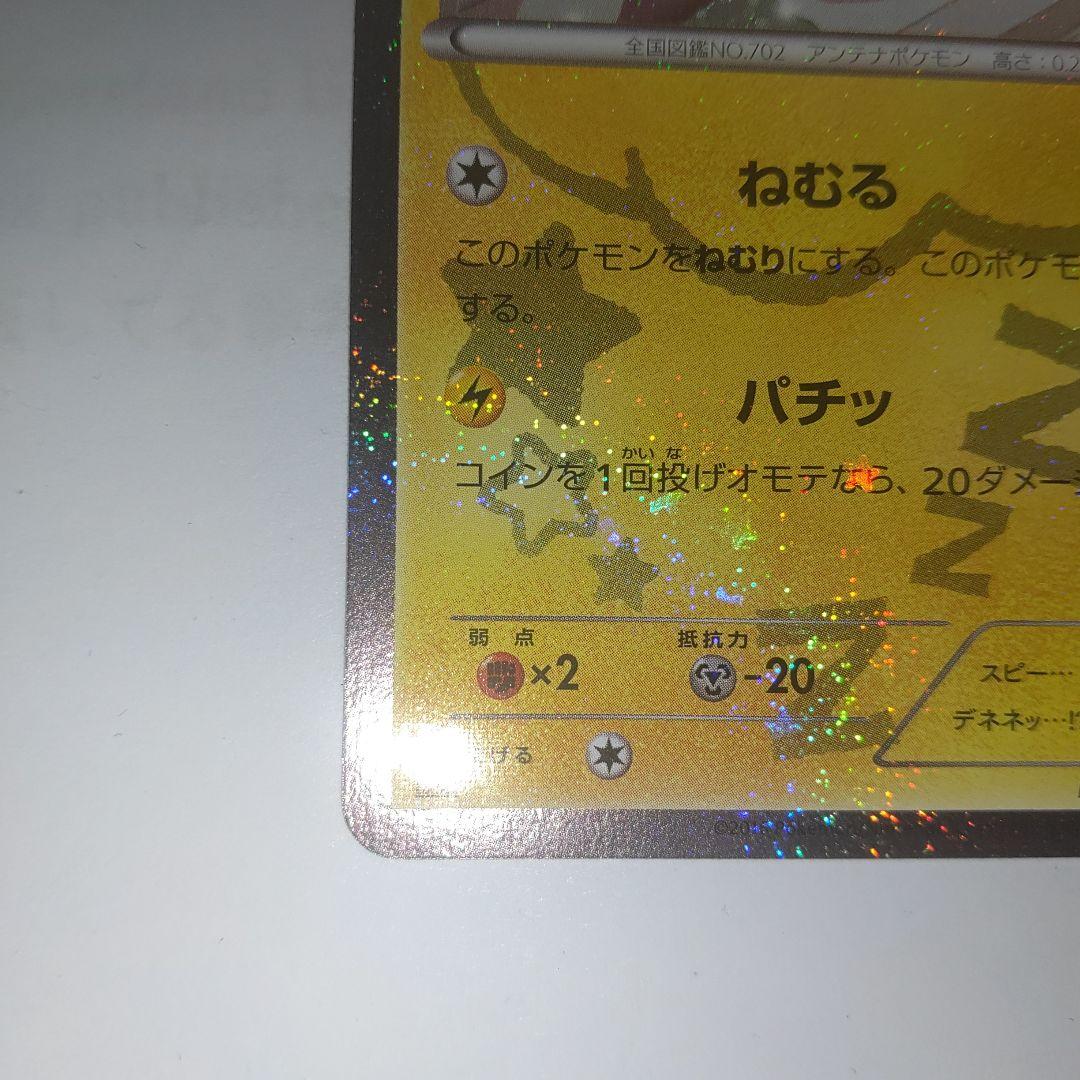 全国図鑑NO.702 アンテナポケモン 高さ:0.2
ねむる
このポケモンをねむりにする。このポケモ
する。
パチッ
かいな
コインを1回投げオモテなら、20ダメージ
弱点 抵抗力
×2 -20
スピー…
デネネッ…!?
げる